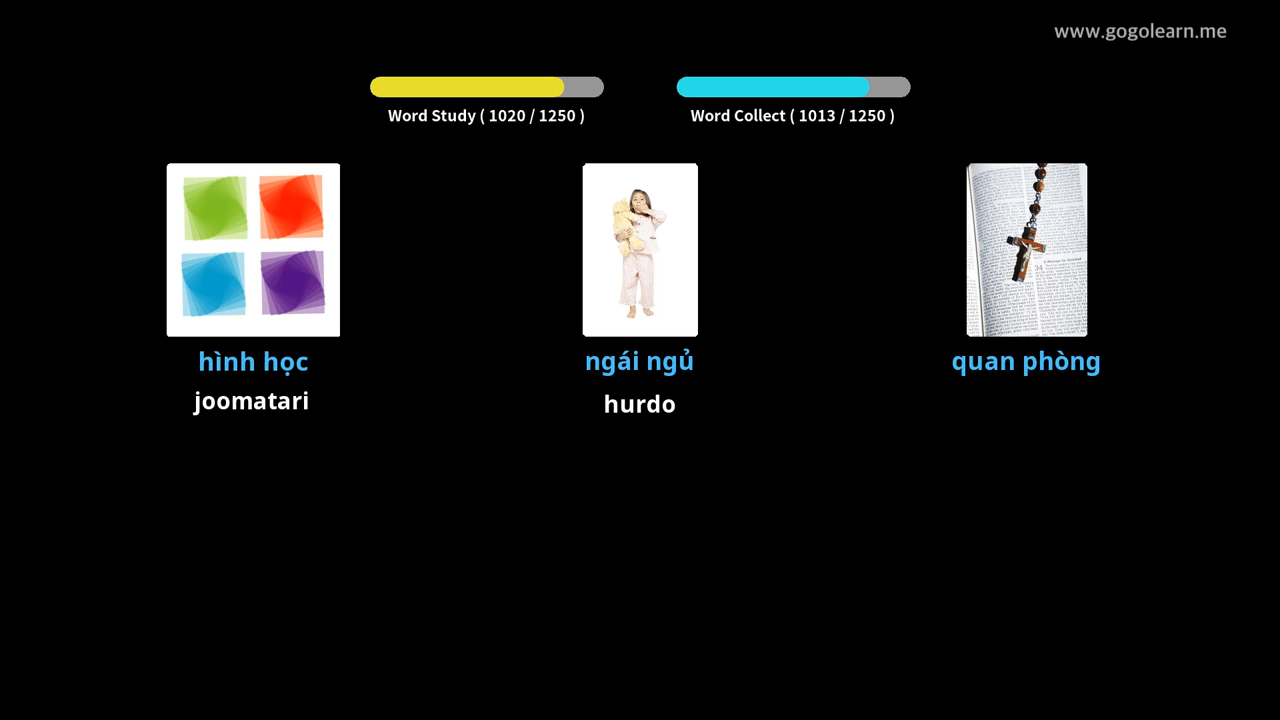 www.gogolearn.me
Word Study ( 1020 / 1250 )
Word Collect ( 1013 / 1250 )
hình học
joomatari
ngái ngủ
hurdo
quan phòng